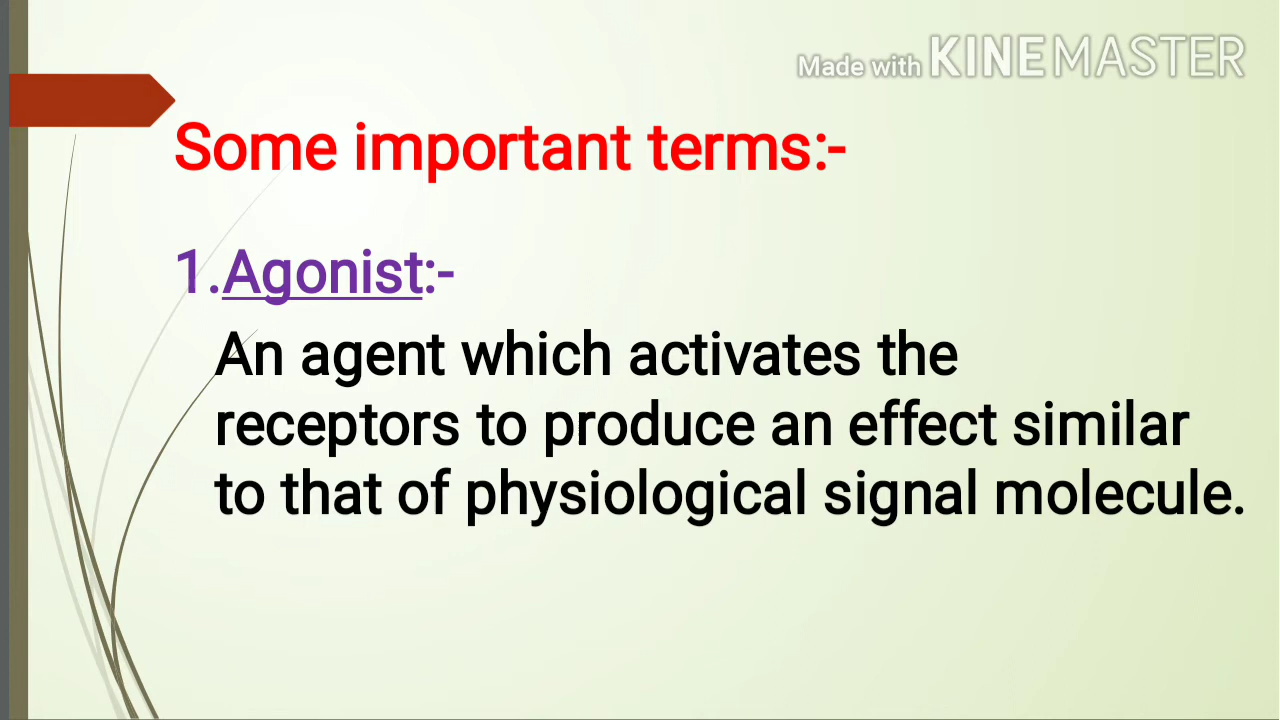 Made with KINEMASTER
Some important terms:-
1.Agonist:-
An agent which activates the
receptors to produce an effect similar
to that of physiological signal molecule.